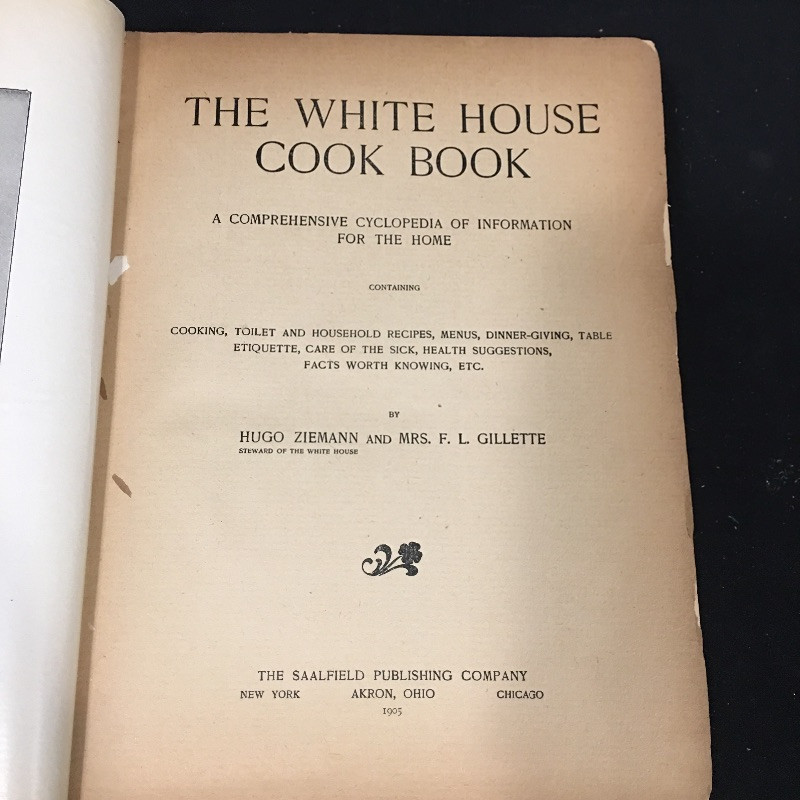 THE WHITE HOUSE
COOK BOOK
A COMPREHENSIVE CYCLOPEDIA OF INFORMATION
FOR THE HOME
CONTAINING
COOKING, TOILET AND HOUSEHOLD RECIPES, MENUS, DINNER-GIVING, TABLE
ETIQUETTE, CARE OF THE SICK, HEALTH SUGGESTIONS,
FACTS WORTH KNOWING, ETC.
BY
HUGO ZIEMANN AND MRS. F. L. GILLETTE
STEWARD OF THE WHITE HOUSE
THE SAALFIELD PUBLISHING COMPANY
NEW YORK AKRON, OHIO CHICAGO
1905